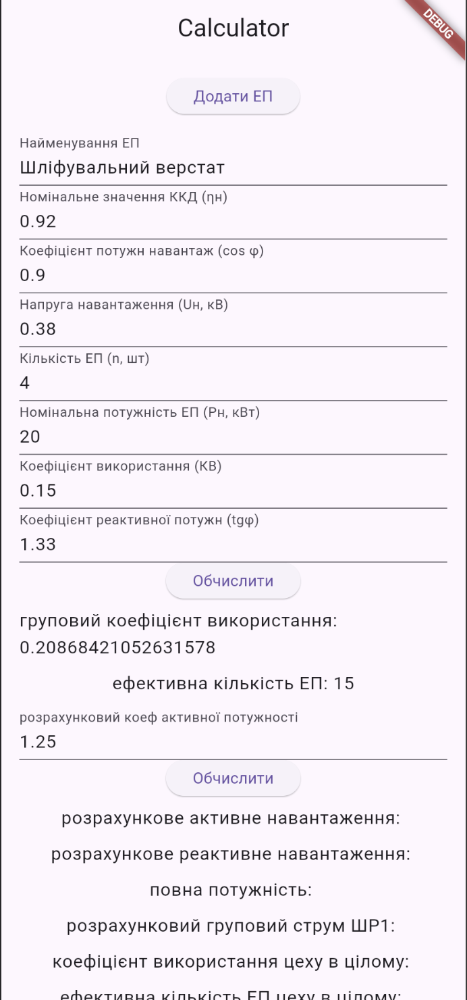 Calculator
DEBUG
Додати ЕП
Найменування ЕП
Шліфувальний верстат
Номінальне значення ККД (ηн)
0.92
Коефіцієнт потужн навантаж (cos φ)
0.9
Напруга навантаження (Uн, кВ)
0.38
Кількість ЕП (n, шт)
4
Номінальна потужність ЕП (Рн, кВт)
20
Коефіцієнт використання (КВ)
0.15
Коефіцієнт реактивної потужн (tgφ)
1.33
Обчислити
груповий коефіцієнт використання:
0.20868421052631578
ефективна кількість ЕП: 15
розрахунковий коеф активної потужності
1.25
Обчислити
розрахункове активне навантаження:
розрахункове реактивне навантаження:
повна потужність:
розрахунковий груповий струм ШР1:
коефіцієнт використання цеху в цілому:
ефективна кількість ЕП цеху в цілому: